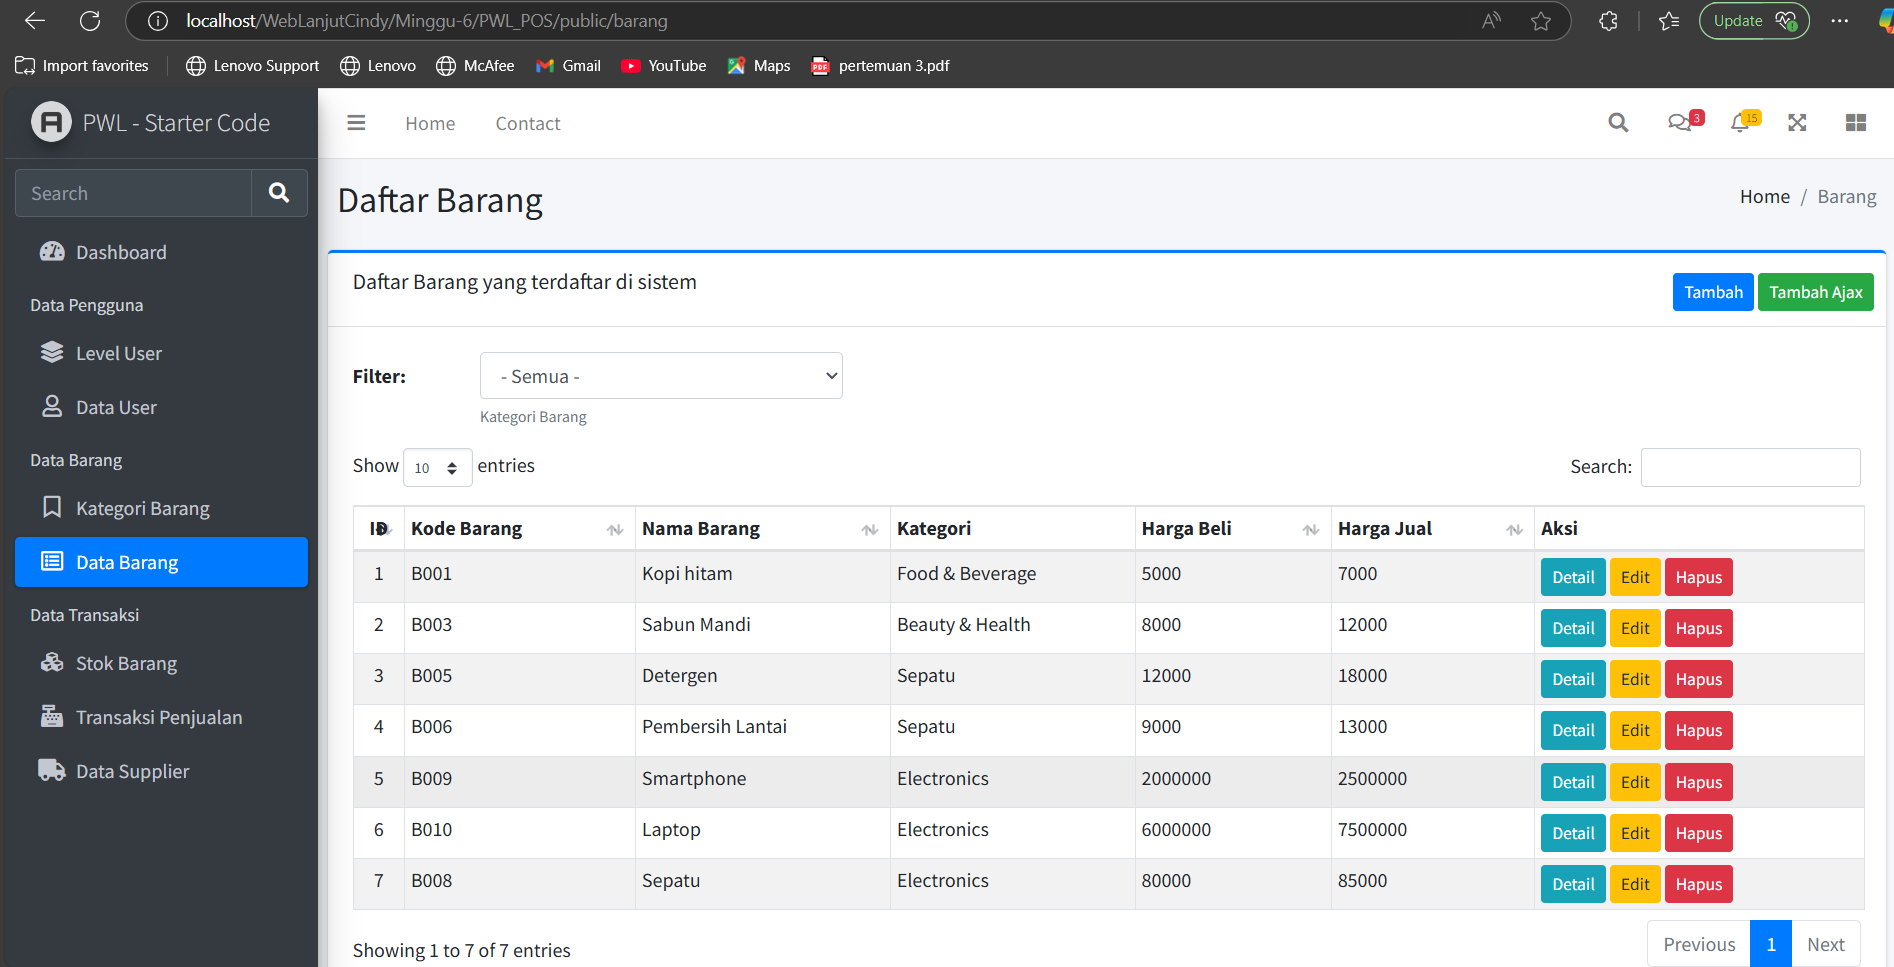 localhost/WebLanjutCindy/Minggu-6/PWL_POS/public/barang
Update
Import favorites
Lenovo Support
Lenovo
McAfee
Gmail
YouTube
Maps
PDF
pertemuan 3.pdf
PWL - Starter Code
Home
Contact
3
15
Search
Daftar Barang
Home / Barang
Dashboard
Data Pengguna
Level User
Data User
Data Barang
Kategori Barang
Data Barang
Data Transaksi
Stok Barang
Transaksi Penjualan
Data Supplier
Daftar Barang yang terdaftar di sistem
Tambah
Tambah Ajax
Filter:
- Semua -
Kategori Barang
Show 10 entries
Search:
ID Kode Barang Nama Barang Kategori Harga Beli Harga Jual Aksi
1 B001 Kopi hitam Food & Beverage 5000 7000 Detail Edit Hapus
2 B003 Sabun Mandi Beauty & Health 8000 12000 Detail Edit Hapus
3 B005 Detergen Sepatu 12000 18000 Detail Edit Hapus
4 B006 Pembersih Lantai Sepatu 9000 13000 Detail Edit Hapus
5 B009 Smartphone Electronics 2000000 2500000 Detail Edit Hapus
6 B010 Laptop Electronics 6000000 7500000 Detail Edit Hapus
7 B008 Sepatu Electronics 80000 85000 Detail Edit Hapus
Showing 1 to 7 of 7 entries
Previous 1 Next